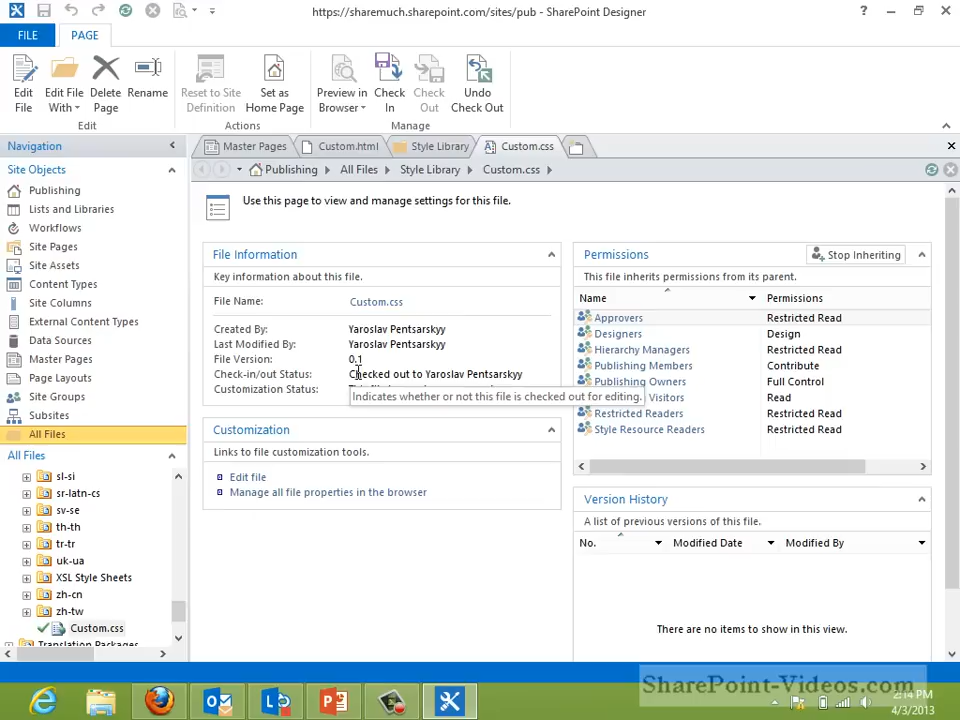 https://sharemuch.sharepoint.com/sites/pub - SharePoint Designer
FILE
PAGE
Edit File
Edit File With
Delete Page
Rename
Reset to Site Definition
Set as Home Page
Preview in Browser
Check In
Check Out
Undo Check Out
Edit
Actions
Manage
Navigation
Master Pages
Custom.html
Style Library
Custom.css
Site Objects
Publishing
All Files
Style Library
Custom.css
Publishing
Lists and Libraries
Workflows
Site Pages
Site Assets
Content Types
Site Columns
External Content Types
Data Sources
Master Pages
Page Layouts
Site Groups
Subsites
All Files
All Files
sl-si
sr-latn-cs
sv-se
th-th
tr-tr
uk-ua
XSL Style Sheets
zh-cn
zh-tw
Custom.css
Translation Packages
Use this page to view and manage settings for this file.
File Information
Key information about this file.
File Name: Custom.css
Created By: Yaroslav Pentsarskyy
Last Modified By: Yaroslav Pentsarskyy
File Version: 0.1
Check-in/out Status: Checked out to Yaroslav Pentsarskyy
Customization Status:
Indicates whether or not this file is checked out for editing.
Customization
Links to file customization tools.
Edit file
Manage all file properties in the browser
Permissions
Stop Inheriting
This file inherits permissions from its parent.
Name Permissions
Approvers Restricted Read
Designers Design
Hierarchy Managers Restricted Read
Publishing Members Restricted Read
Publishing Owners Full Control
Visitors Read
Restricted Readers Restricted Read
Style Resource Readers Restricted Read
Version History
A list of previous versions of this file.
No. Modified Date Modified By
There are no items to show in this view.
SharePoint-Videos.com
2:14 PM
4/3/2013